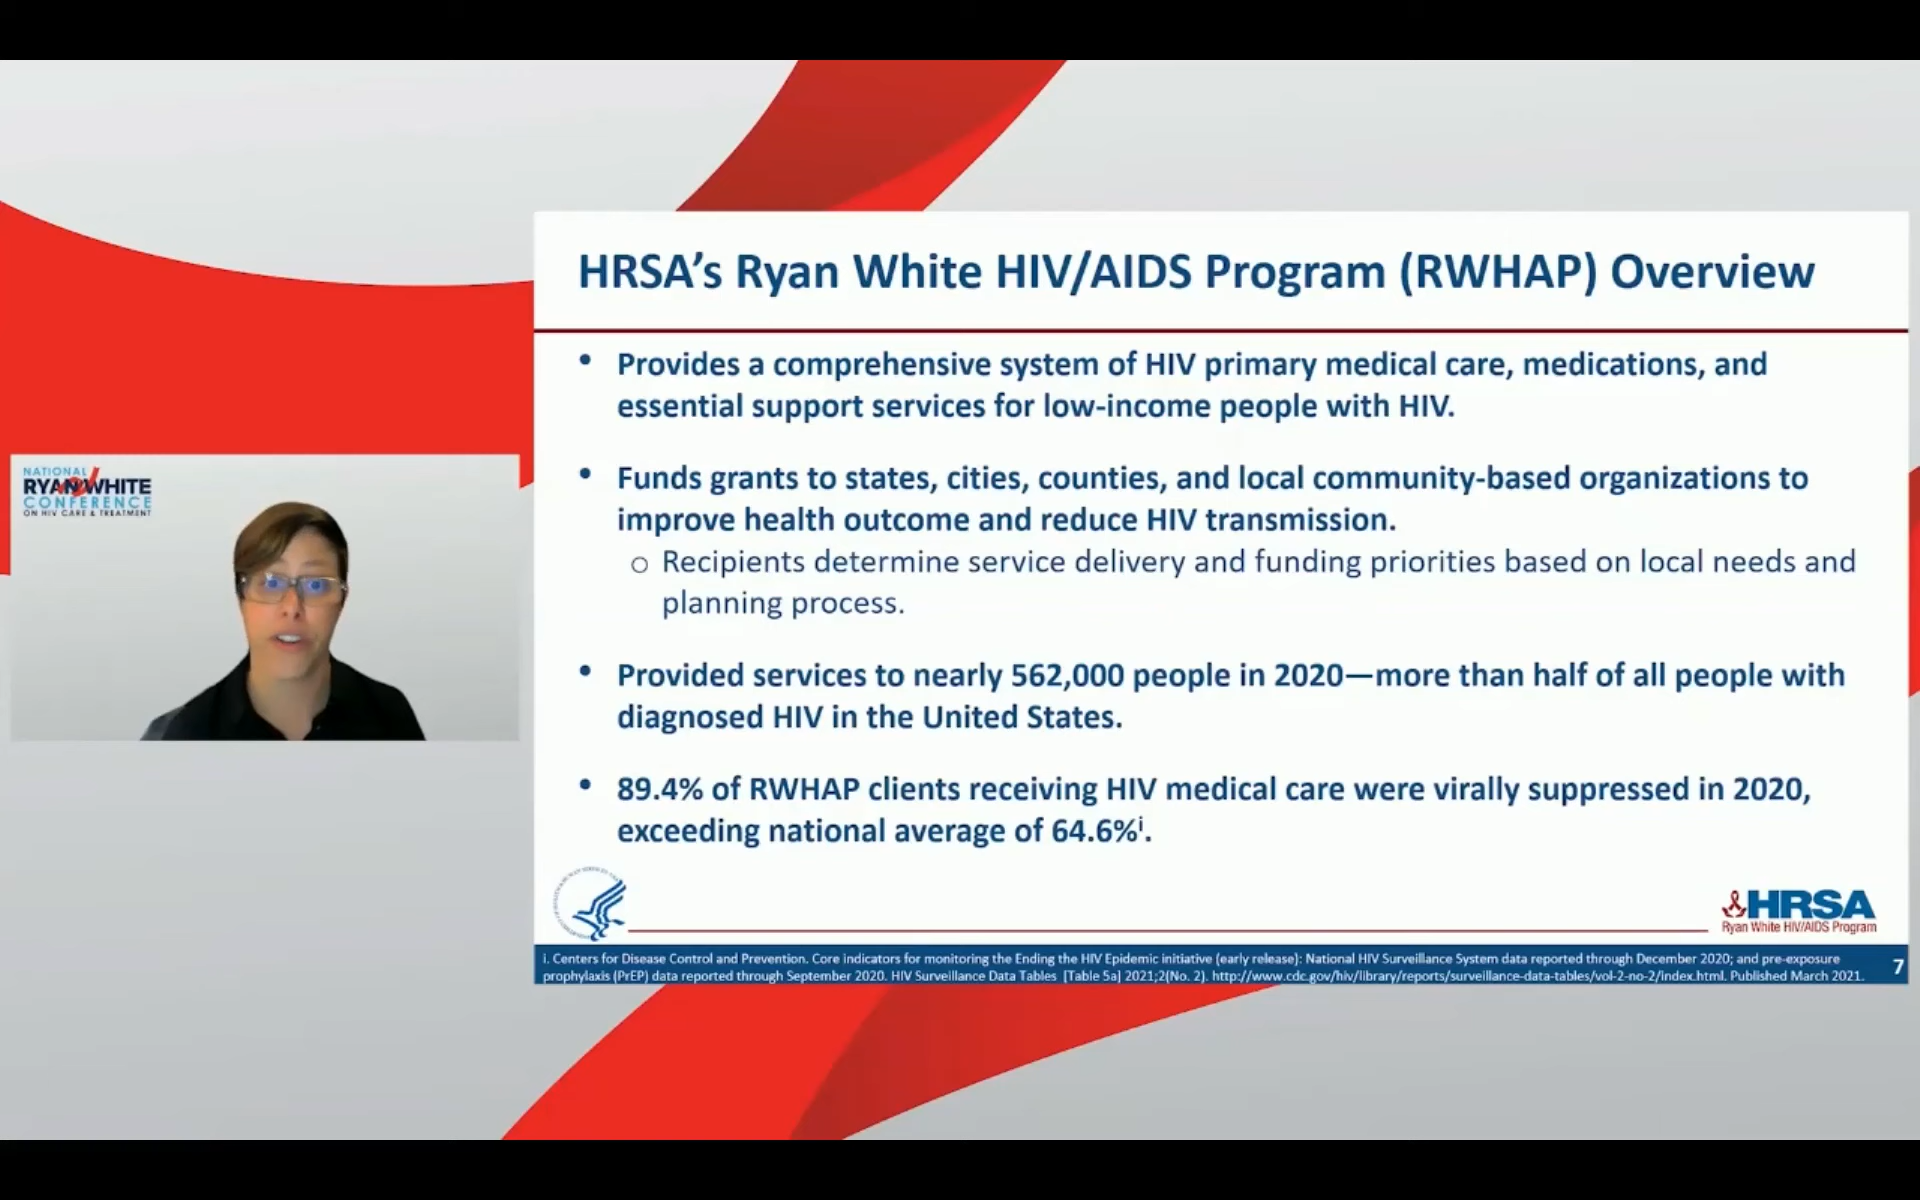 NATIONAL
RYAN WHITE
CONFERENCE
ON HIV CARE & TREATMENT
HRSA's Ryan White HIV/AIDS Program (RWHAP) Overview
• Provides a comprehensive system of HIV primary medical care, medications, and
essential support services for low-income people with HIV.
• Funds grants to states, cities, counties, and local community-based organizations to
improve health outcome and reduce HIV transmission.
o Recipients determine service delivery and funding priorities based on local needs and
planning process.
• Provided services to nearly 562,000 people in 2020—more than half of all people with
diagnosed HIV in the United States.
• 89.4% of RWHAP clients receiving HIV medical care were virally suppressed in 2020,
exceeding national average of 64.6%ⁱ.
HRSA
Ryan White HIV/AIDS Program
i. Centers for Disease Control and Prevention. Core indicators for monitoring the Ending the HIV Epidemic initiative (early release): National HIV Surveillance System data reported through December 2020; and pre-exposure
prophylaxis (PrEP) data reported through September 2020. HIV Surveillance Data Tables [Table 5a] 2021;2(No. 2). http://www.cdc.gov/hiv/library/reports/surveillance-data-tables/vol-2-no-2/index.html. Published March 2021.
7